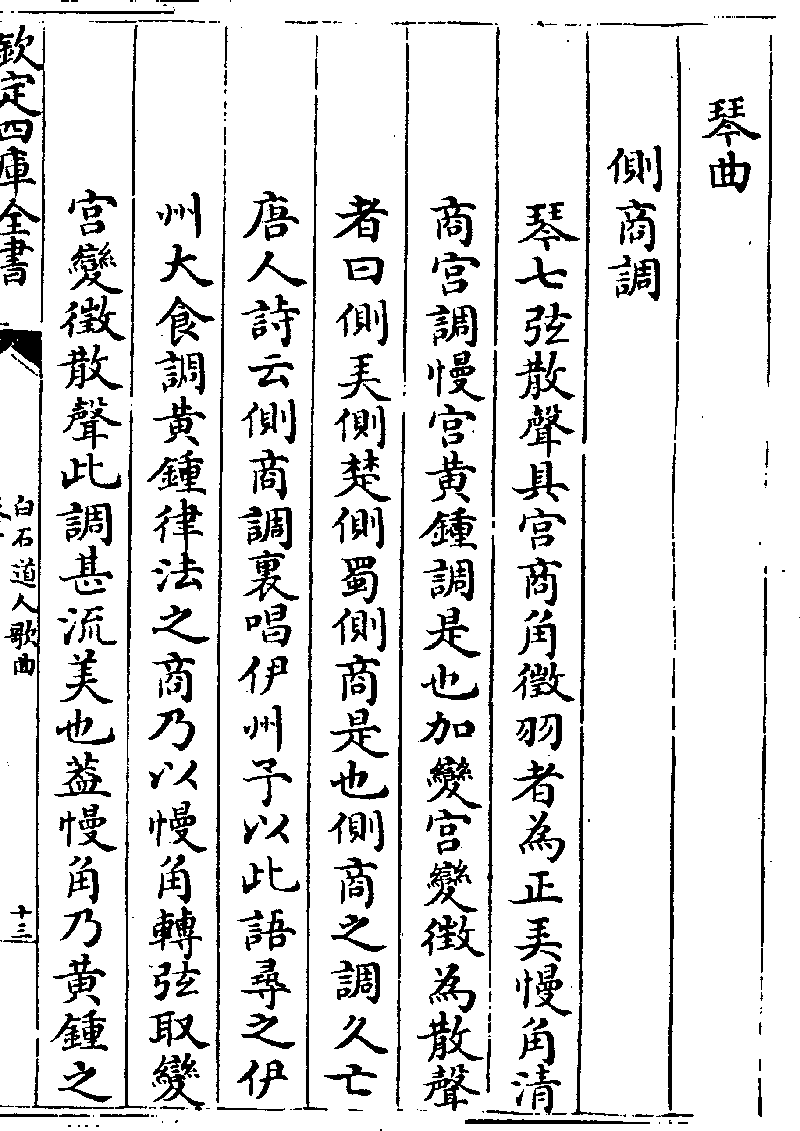 琴曲
側商調
琴七弦散聲具宮商角徵羽者為正弄慢角清
商宮調慢宮黄鍾調是也加變宮變徵為散聲
者曰側弄側楚側蜀側商是也側商之調久亡
唐人詩云側商調裏唱伊州予以此語尋之伊
州大食調黄鍾律法之商乃以慢角轉弦取變
宮變徵散聲此調甚流美也葢慢角乃黄鍾之
欽定四庫全書
白石道人歌曲
十三